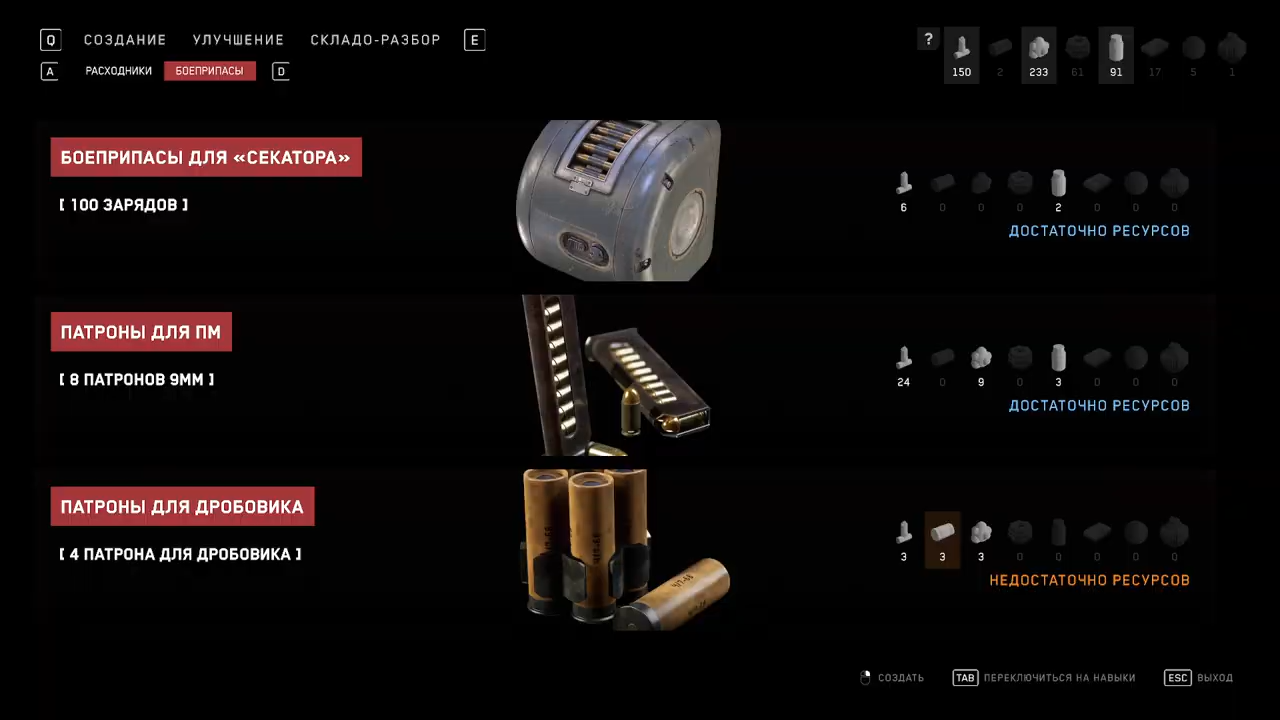 Q СОЗДАНИЕ УЛУЧШЕНИЕ СКЛАДО-РАЗБОР E
A РАСХОДНИКИ БОЕПРИПАСЫ D
?
150 2 233 61 91 17 5 1
БОЕПРИПАСЫ ДЛЯ «СЕКАТОРА»
[ 100 ЗАРЯДОВ ]
6 0 0 0 2 0 0 0
ДОСТАТОЧНО РЕСУРСОВ
ПАТРОНЫ ДЛЯ ПМ
[ 8 ПАТРОНОВ 9ММ ]
24 0 9 0 3 0 0 0
ДОСТАТОЧНО РЕСУРСОВ
ПАТРОНЫ ДЛЯ ДРОБОВИКА
[ 4 ПАТРОНА ДЛЯ ДРОБОВИКА ]
3 3 3 0 0 0 0 0
НЕДОСТАТОЧНО РЕСУРСОВ
СОЗДАТЬ TAB ПЕРЕКЛЮЧИТЬСЯ НА НАВЫКИ ESC ВЫХОД